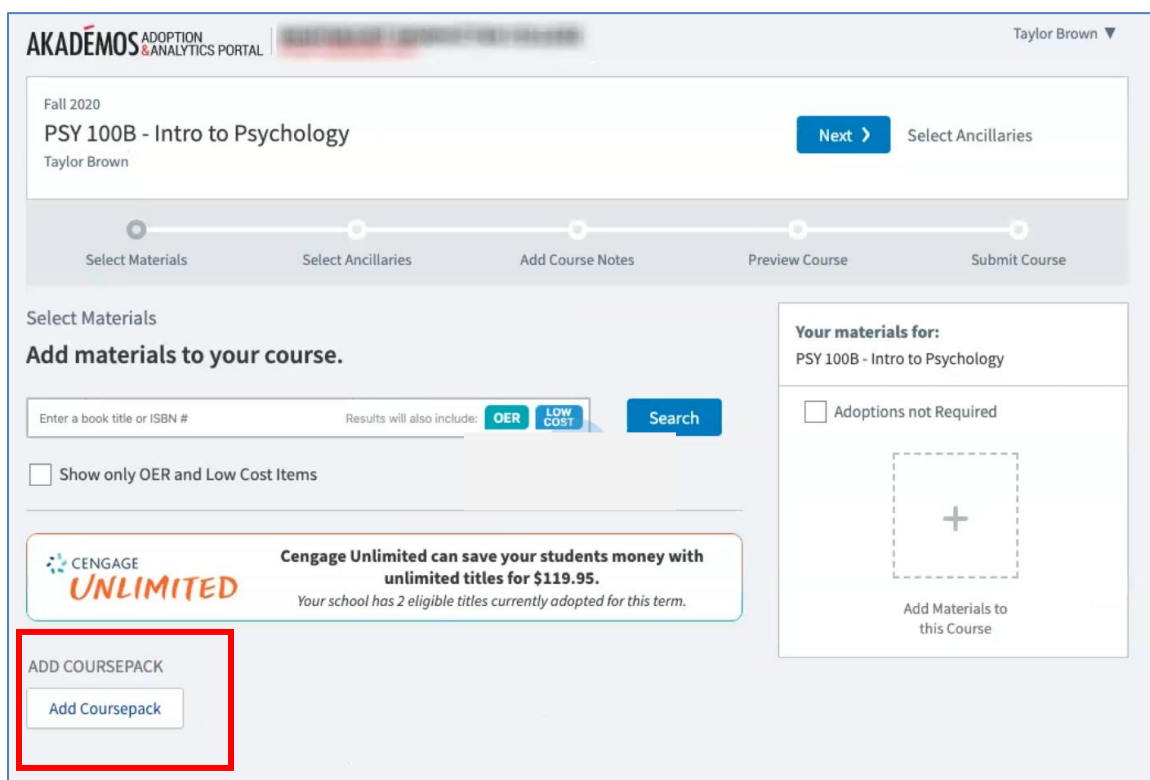 AKADÉMOS ADOPTION &ANALYTICS PORTAL
Taylor Brown ▼
Fall 2020
PSY 100B - Intro to Psychology
Taylor Brown
Next ❯ Select Ancillaries
Select Materials Select Ancillaries Add Course Notes Preview Course Submit Course
Select Materials
Add materials to your course.
Enter a book title or ISBN # Results will also include: OER LOW COST Search
Show only OER and Low Cost Items
CENGAGE
UNLIMITED
Cengage Unlimited can save your students money with
unlimited titles for $119.95.
Your school has 2 eligible titles currently adopted for this term.
ADD COURSEPACK
Add Coursepack
Your materials for:
PSY 100B - Intro to Psychology
Adoptions not Required
+
Add Materials to
this Course